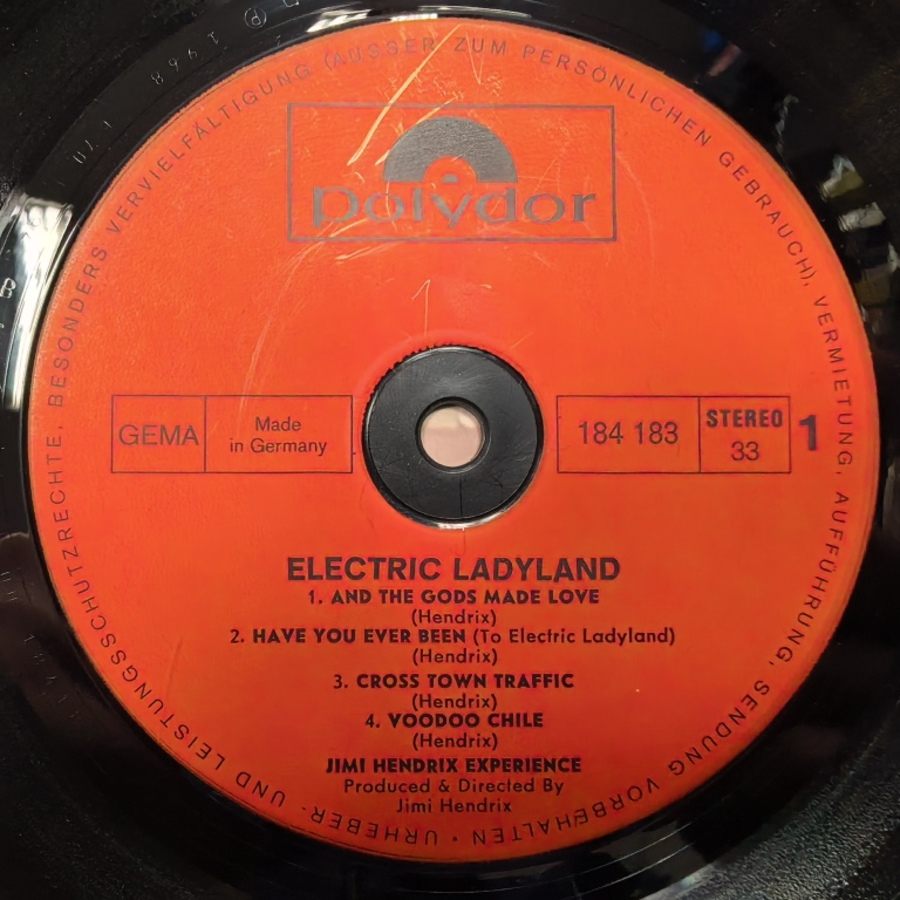 Ⓟ 1968
URHEBER- UND LEISTUNGSSCHUTZRECHTE, BESONDERS VERVIELFÄLTIGUNG (AUSSER ZUM PERSÖNLICHEN GEBRAUCH), VERMIETUNG, AUFFÜHRUNG, SENDUNG VORBEHALTEN ·
polydor
GEMA
Made
in Germany
184 183
STEREO
33
1
ELECTRIC LADYLAND
1. AND THE GODS MADE LOVE
(Hendrix)
2. HAVE YOU EVER BEEN (To Electric Ladyland)
(Hendrix)
3. CROSS TOWN TRAFFIC
(Hendrix)
4. VOODOO CHILE
(Hendrix)
JIMI HENDRIX EXPERIENCE
Produced & Directed By
Jimi Hendrix